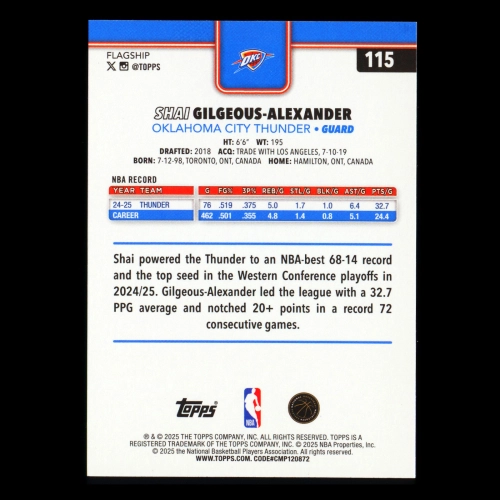 FLAGSHIP
@TOPPS
OKC
115
SHAI GILGEOUS-ALEXANDER
OKLAHOMA CITY THUNDER • GUARD
HT: 6'6" WT: 195
DRAFTED: 2018 ACQ: TRADE WITH LOS ANGELES, 7-10-19
BORN: 7-12-98, TORONTO, ONT, CANADA HOME: HAMILTON, ONT, CANADA
NBA RECORD
YEAR TEAM G FG% 3P% REB/G STL/G BLK/G AST/G PTS/G
24-25 THUNDER 76 .519 .375 5.0 1.7 1.0 6.4 32.7
CAREER 462 .501 .355 4.8 1.4 0.8 5.1 24.4
Shai powered the Thunder to an NBA-best 68-14 record
and the top seed in the Western Conference playoffs in
2024/25. Gilgeous-Alexander led the league with a 32.7
PPG average and notched 20+ points in a record 72
consecutive games.
Topps
NBA
® & © 2025 THE TOPPS COMPANY, INC. ALL RIGHTS RESERVED. TOPPS IS A
REGISTERED TRADEMARK OF THE TOPPS COMPANY, INC. © 2025 NBA Properties, Inc.
© 2025 the National Basketball Players Association. All rights reserved.
WWW.TOPPS.COM. CODE#CMP120872